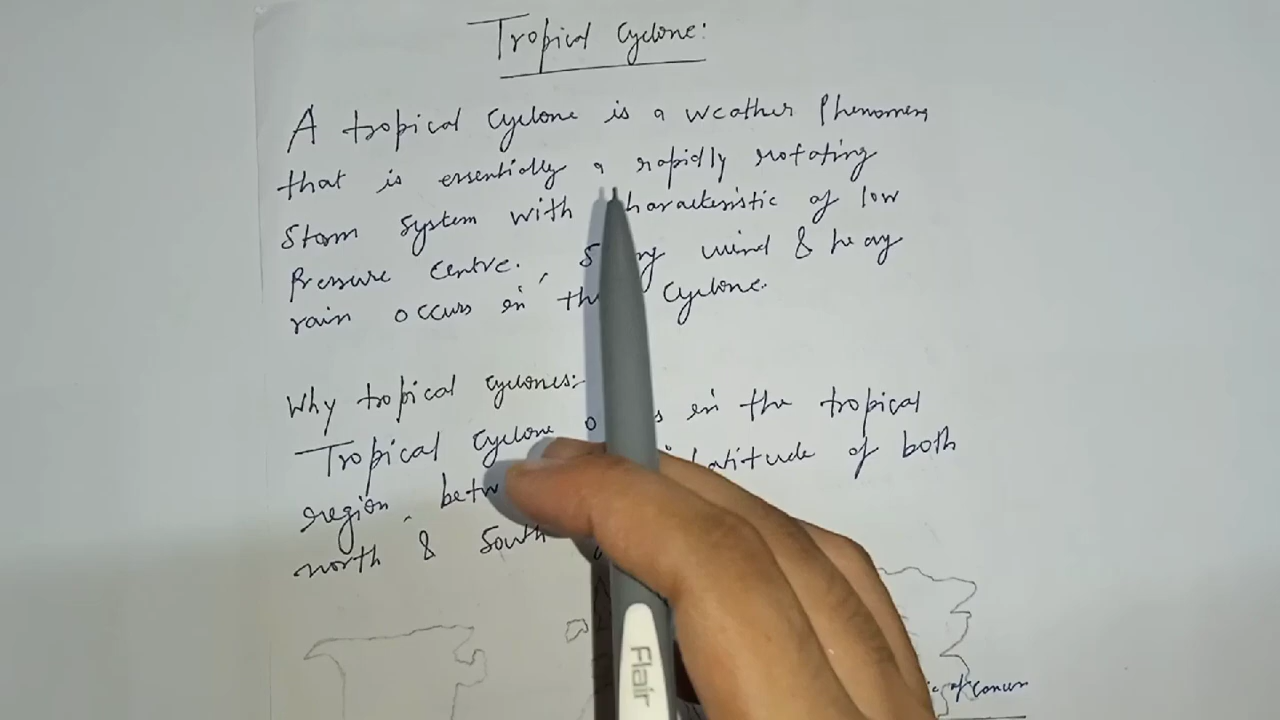 Tropical Cyclone:
A tropical cyclone is a weather Phenomena
that is essentially a rapidly rotating
Storm System with characteristic of low
Pressure Centre. wind & heavy
rain occurs in Cyclone.
Why tropical cyclones:
Tropical Cyclone in the tropical
region, latitude of both
north & South
Flair